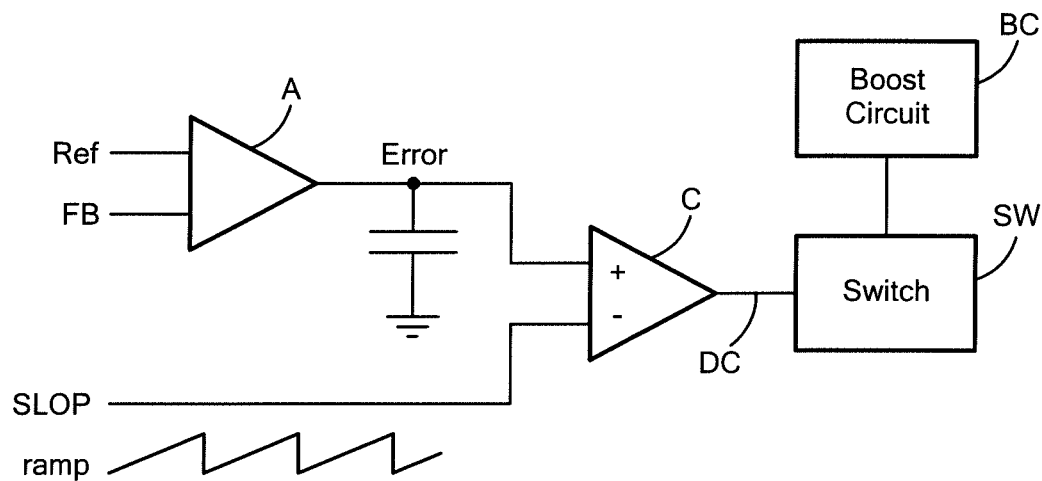 BC
Boost
Circuit
A
Ref
Error
FB
C
SW
+
-
Switch
DC
SLOP
ramp